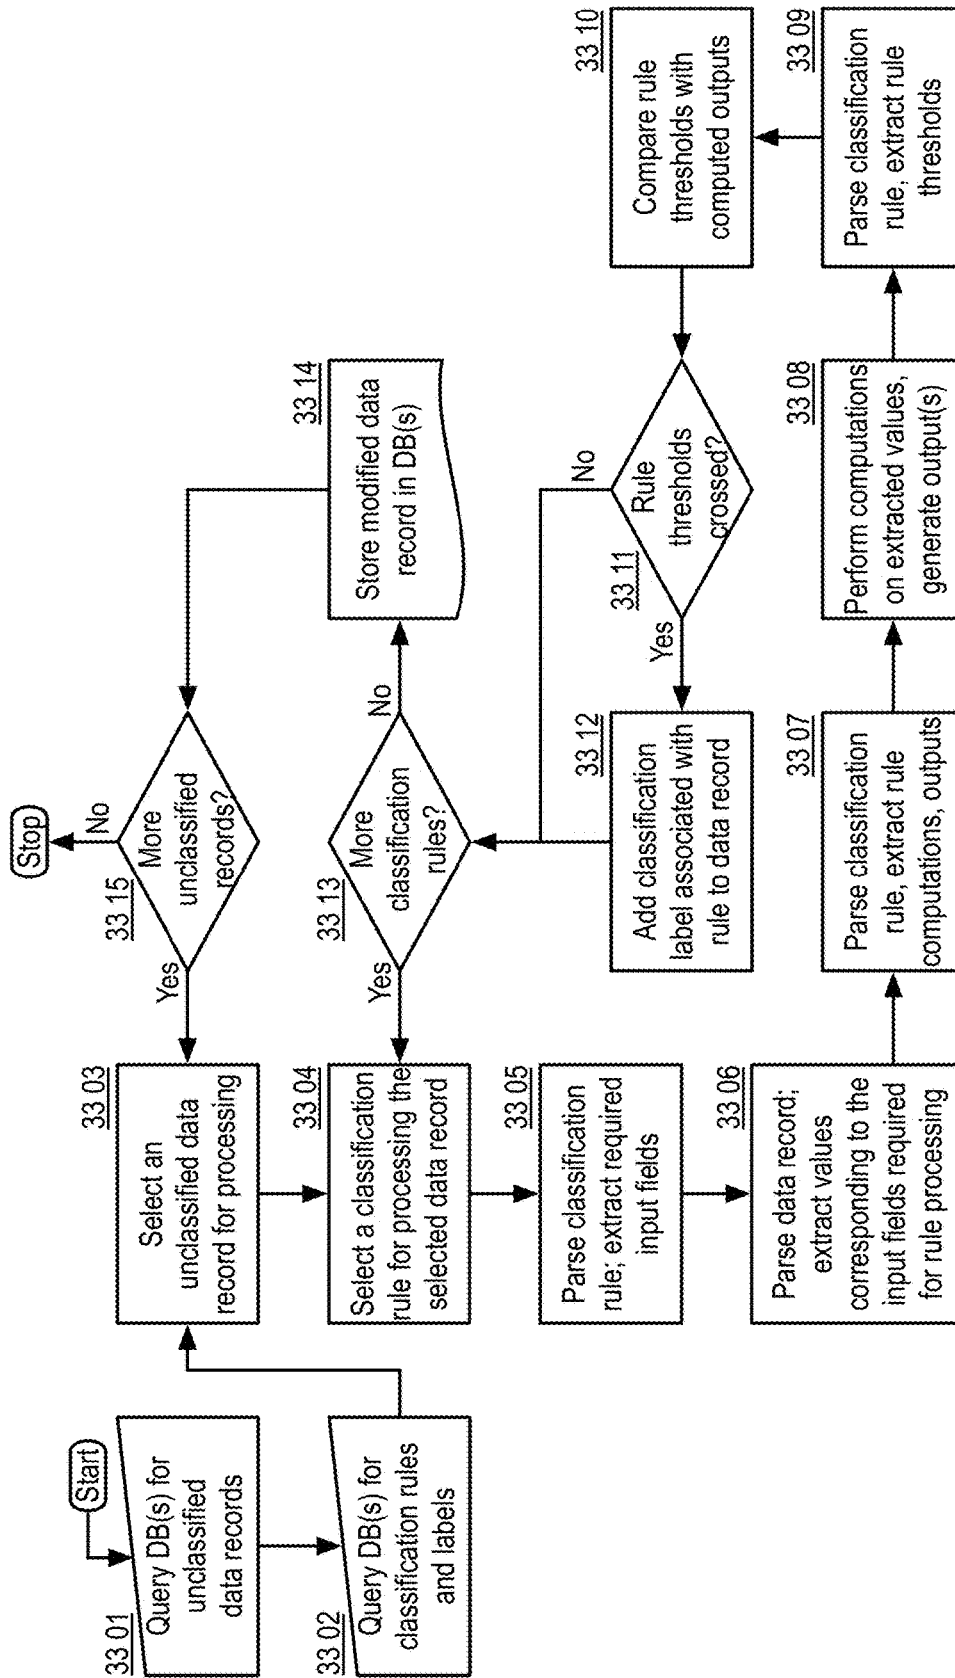 Start
33 01
Query DB(s) for
unclassified
data records
33 02
Query DB(s) for
classification rules
and labels
33 03
Select an
unclassified data
record for processing
33 04
Select a classification
rule for processing the
selected data record
33 05
Parse classification
rule; extract required
input fields
33 06
Parse data record;
extract values
corresponding to the
input fields required
for rule processing
33 07
Parse classification
rule, extract rule
computations, outputs
33 08
Perform computations
on extracted values,
generate output(s)
33 09
Parse classification
rule, extract rule
thresholds
33 10
Compare rule
thresholds with
computed outputs
33 11
Rule
thresholds
crossed?
No
Yes
33 12
Add classification
label associated with
rule to data record
33 13
More
classification
rules?
Yes
No
33 14
Store modified data
record in DB(s)
33 15
More
unclassified
records?
Yes
No
Stop